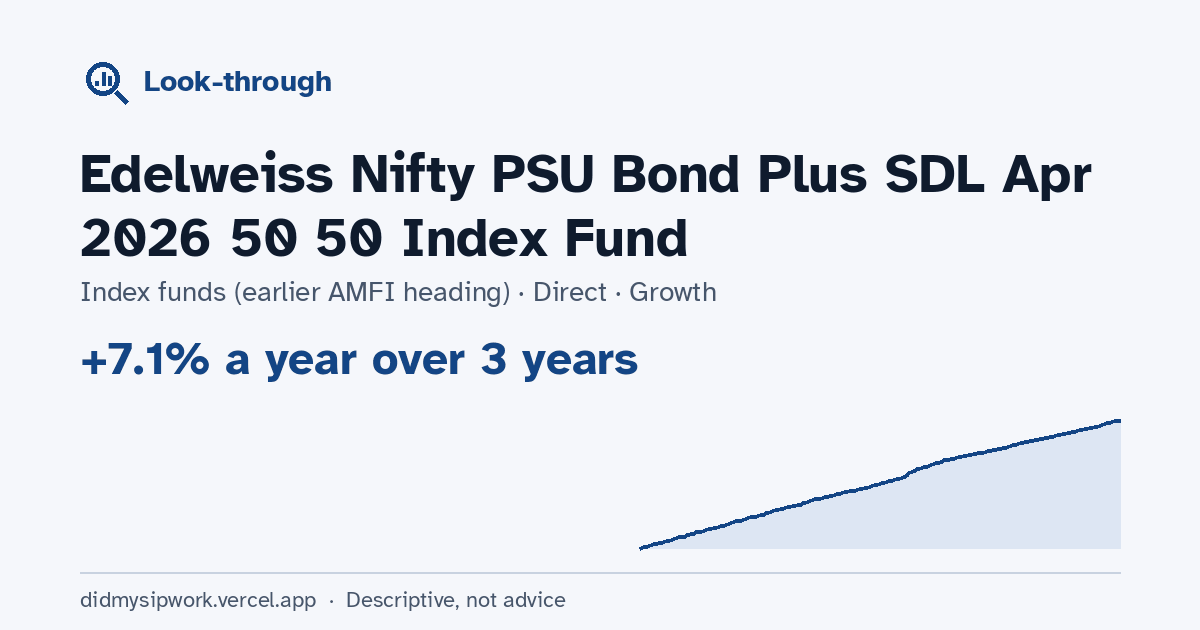 Look-through
Edelweiss Nifty PSU Bond Plus SDL Apr
2026 50 50 Index Fund
Index funds (earlier AMFI heading) · Direct · Growth
+7.1% a year over 3 years
didmysipwork.vercel.app · Descriptive, not advice